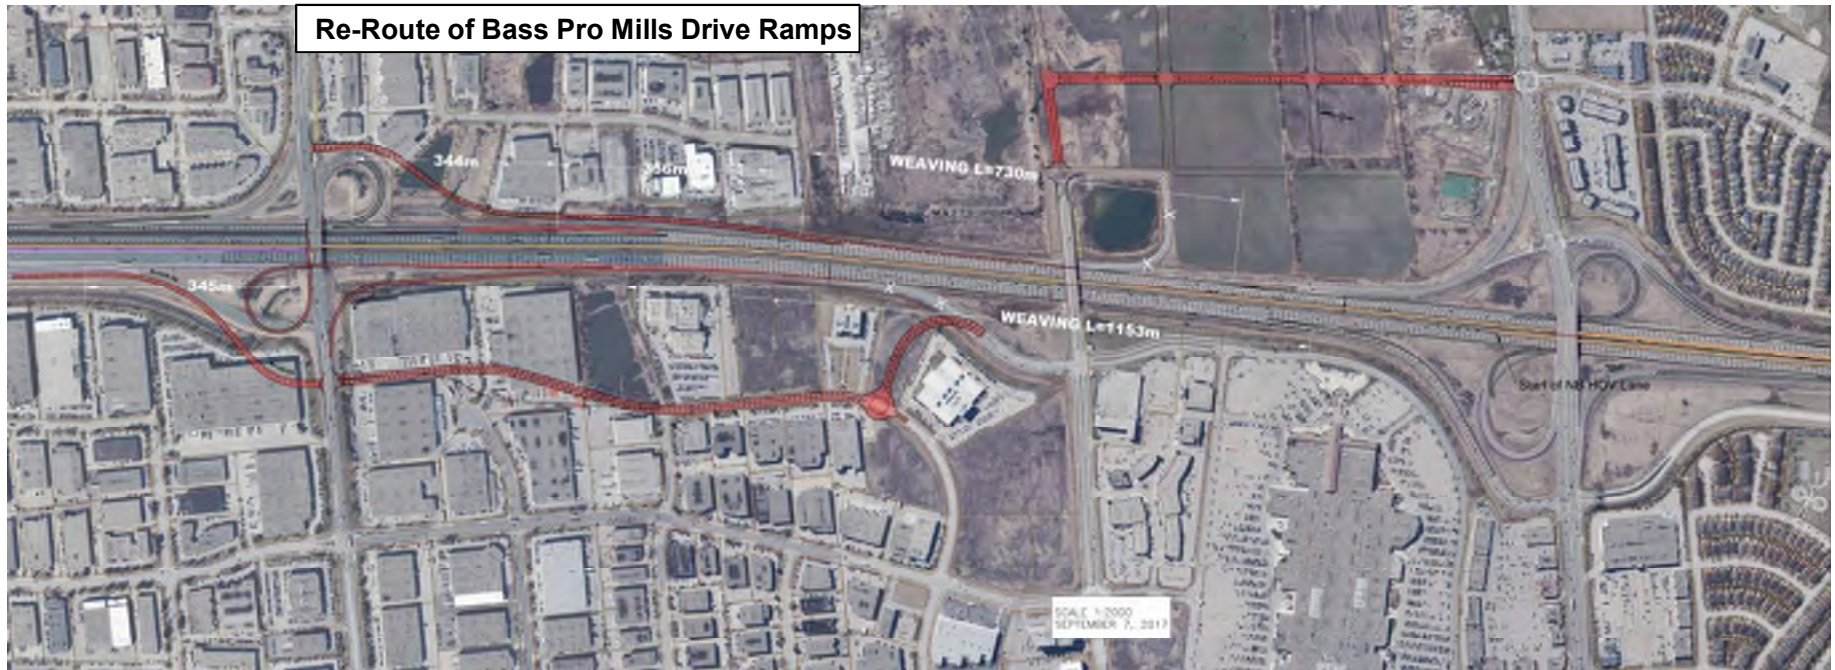 Re-Route of Bass Pro Mills Drive Ramps
344m
356m
WEAVING L=730m
345m
WEAVING L=1153m
Start of NB HOV Lane
SCALE 1:2000
SEPTEMBER 7, 2017